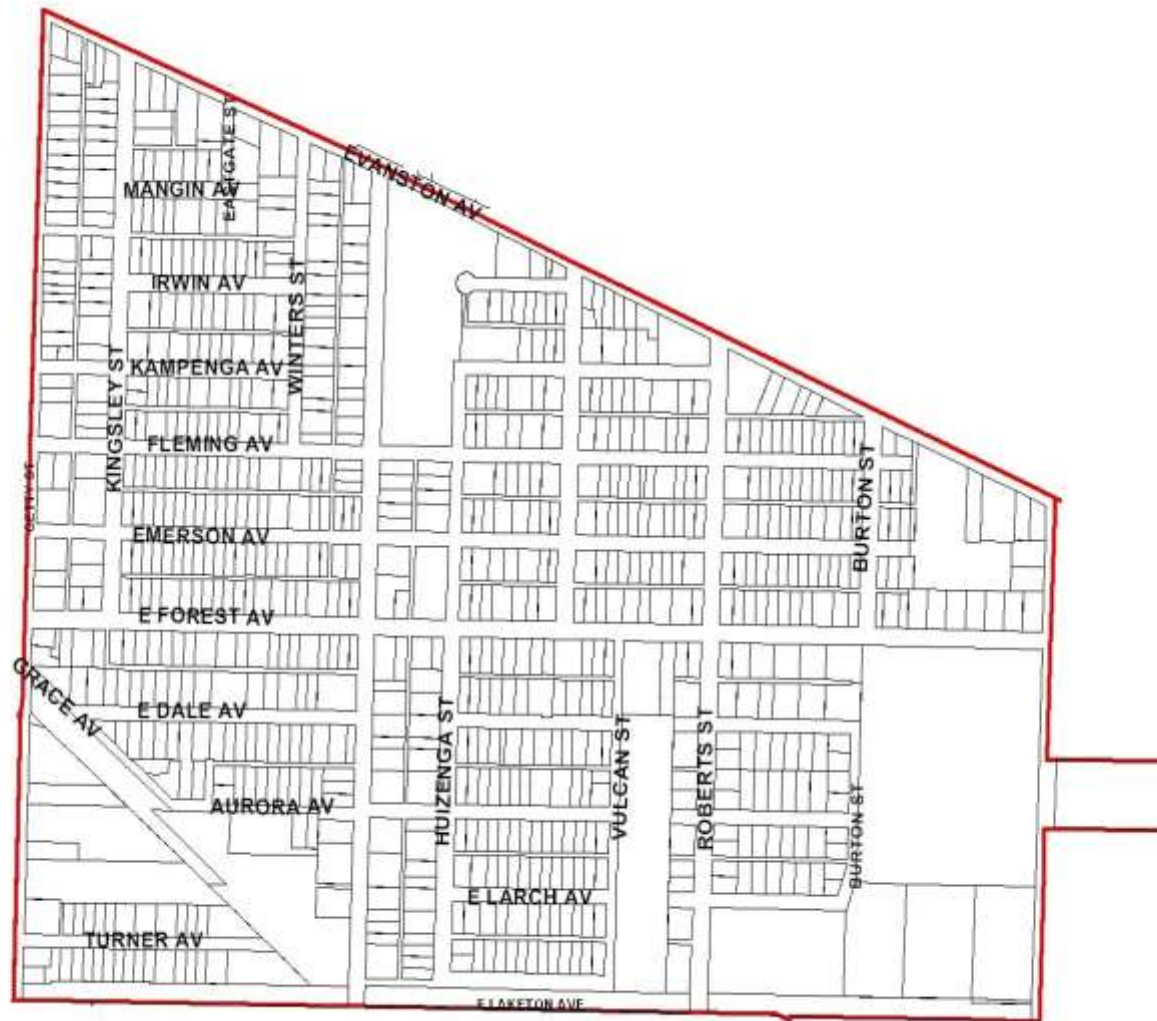 EASTGATE ST
EVANSTON AV
MANGIN AV
IRWIN AV
WINTERS ST
KAMPENGA AV
KINGSLEY ST
FLEMING AV
GETTY ST
EMERSON AV
BURTON ST
E FOREST AV
GRACE AV
E DALE AV
HUIZENGA ST
VULCAN ST
ROBERTS ST
AURORA AV
BURTON ST
E LARCH AV
TURNER AV
E LAKETON AVE